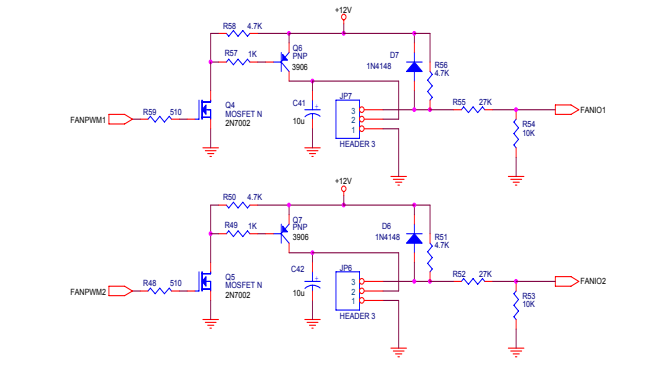 +12V
R58 4.7K
R57 1K
Q6
PNP
3906
D7
1N4148
R56
4.7K
C41
10u
JP7
3
2
1
HEADER 3
R55 27K
FANIO1
R54
10K
Q4
MOSFET N
2N7002
R59 510
FANPWM1
+12V
R50 4.7K
R49 1K
Q7
PNP
3906
D6
1N4148
R51
4.7K
C42
10u
JP6
3
2
1
HEADER 3
R52 27K
FANIO2
R53
10K
Q5
MOSFET N
2N7002
R48 510
FANPWM2